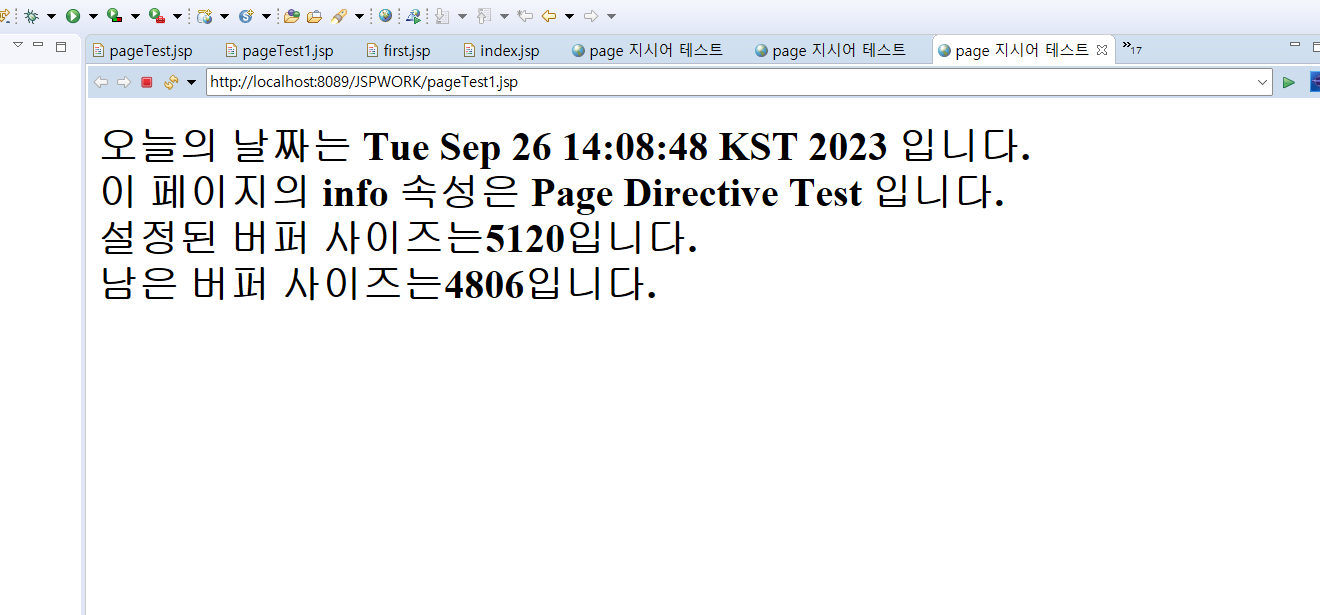 pageTest.jsp pageTest1.jsp first.jsp index.jsp page 지시어 테스트 page 지시어 테스트 page 지시어 테스트 »17
http://localhost:8089/JSPWORK/pageTest1.jsp
오늘의 날짜는 Tue Sep 26 14:08:48 KST 2023 입니다.
이 페이지의 info 속성은 Page Directive Test 입니다.
설정된 버퍼 사이즈는5120입니다.
남은 버퍼 사이즈는4806입니다.